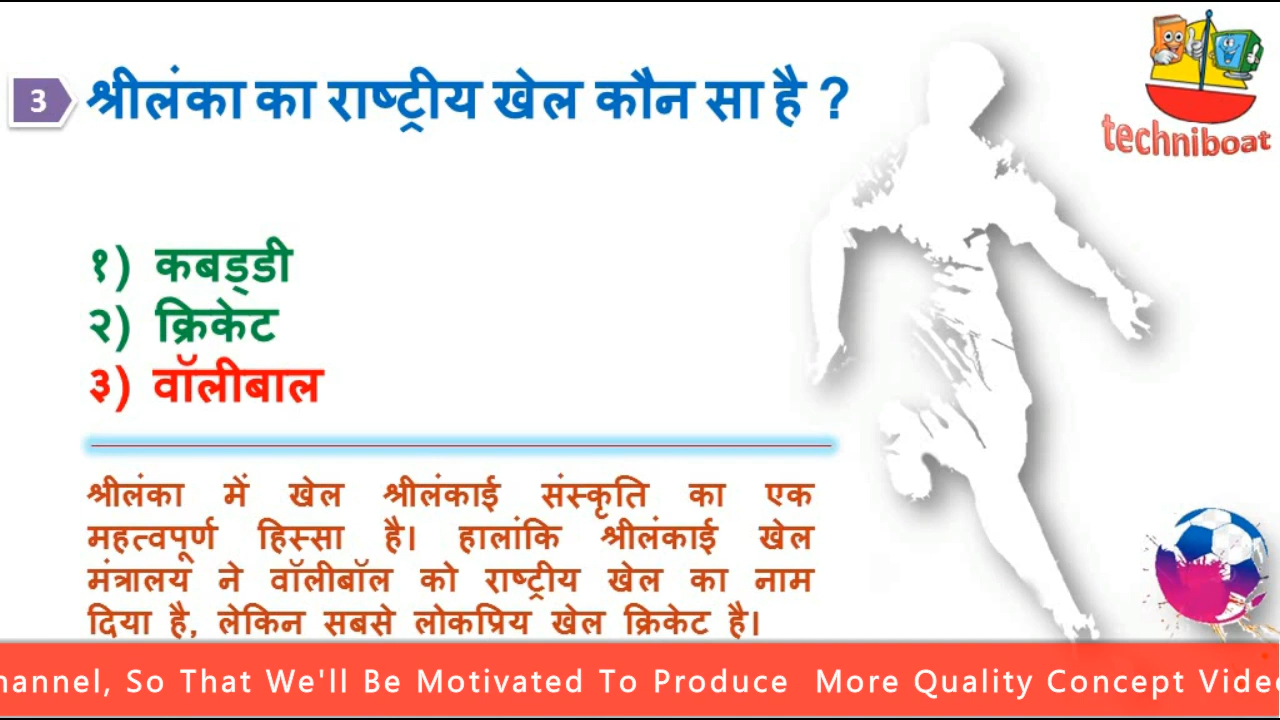 3 श्रीलंका का राष्ट्रीय खेल कौन सा है ?
techniboat
१) कबड्डी
२) क्रिकेट
३) वॉलीबाल
श्रीलंका में खेल श्रीलंकाई संस्कृति का एक
महत्वपूर्ण हिस्सा है। हालांकि श्रीलंकाई खेल
मंत्रालय ने वॉलीबॉल को राष्ट्रीय खेल का नाम
दिया है, लेकिन सबसे लोकप्रिय खेल क्रिकेट है।
hannel, So That We'll Be Motivated To Produce More Quality Concept Vide